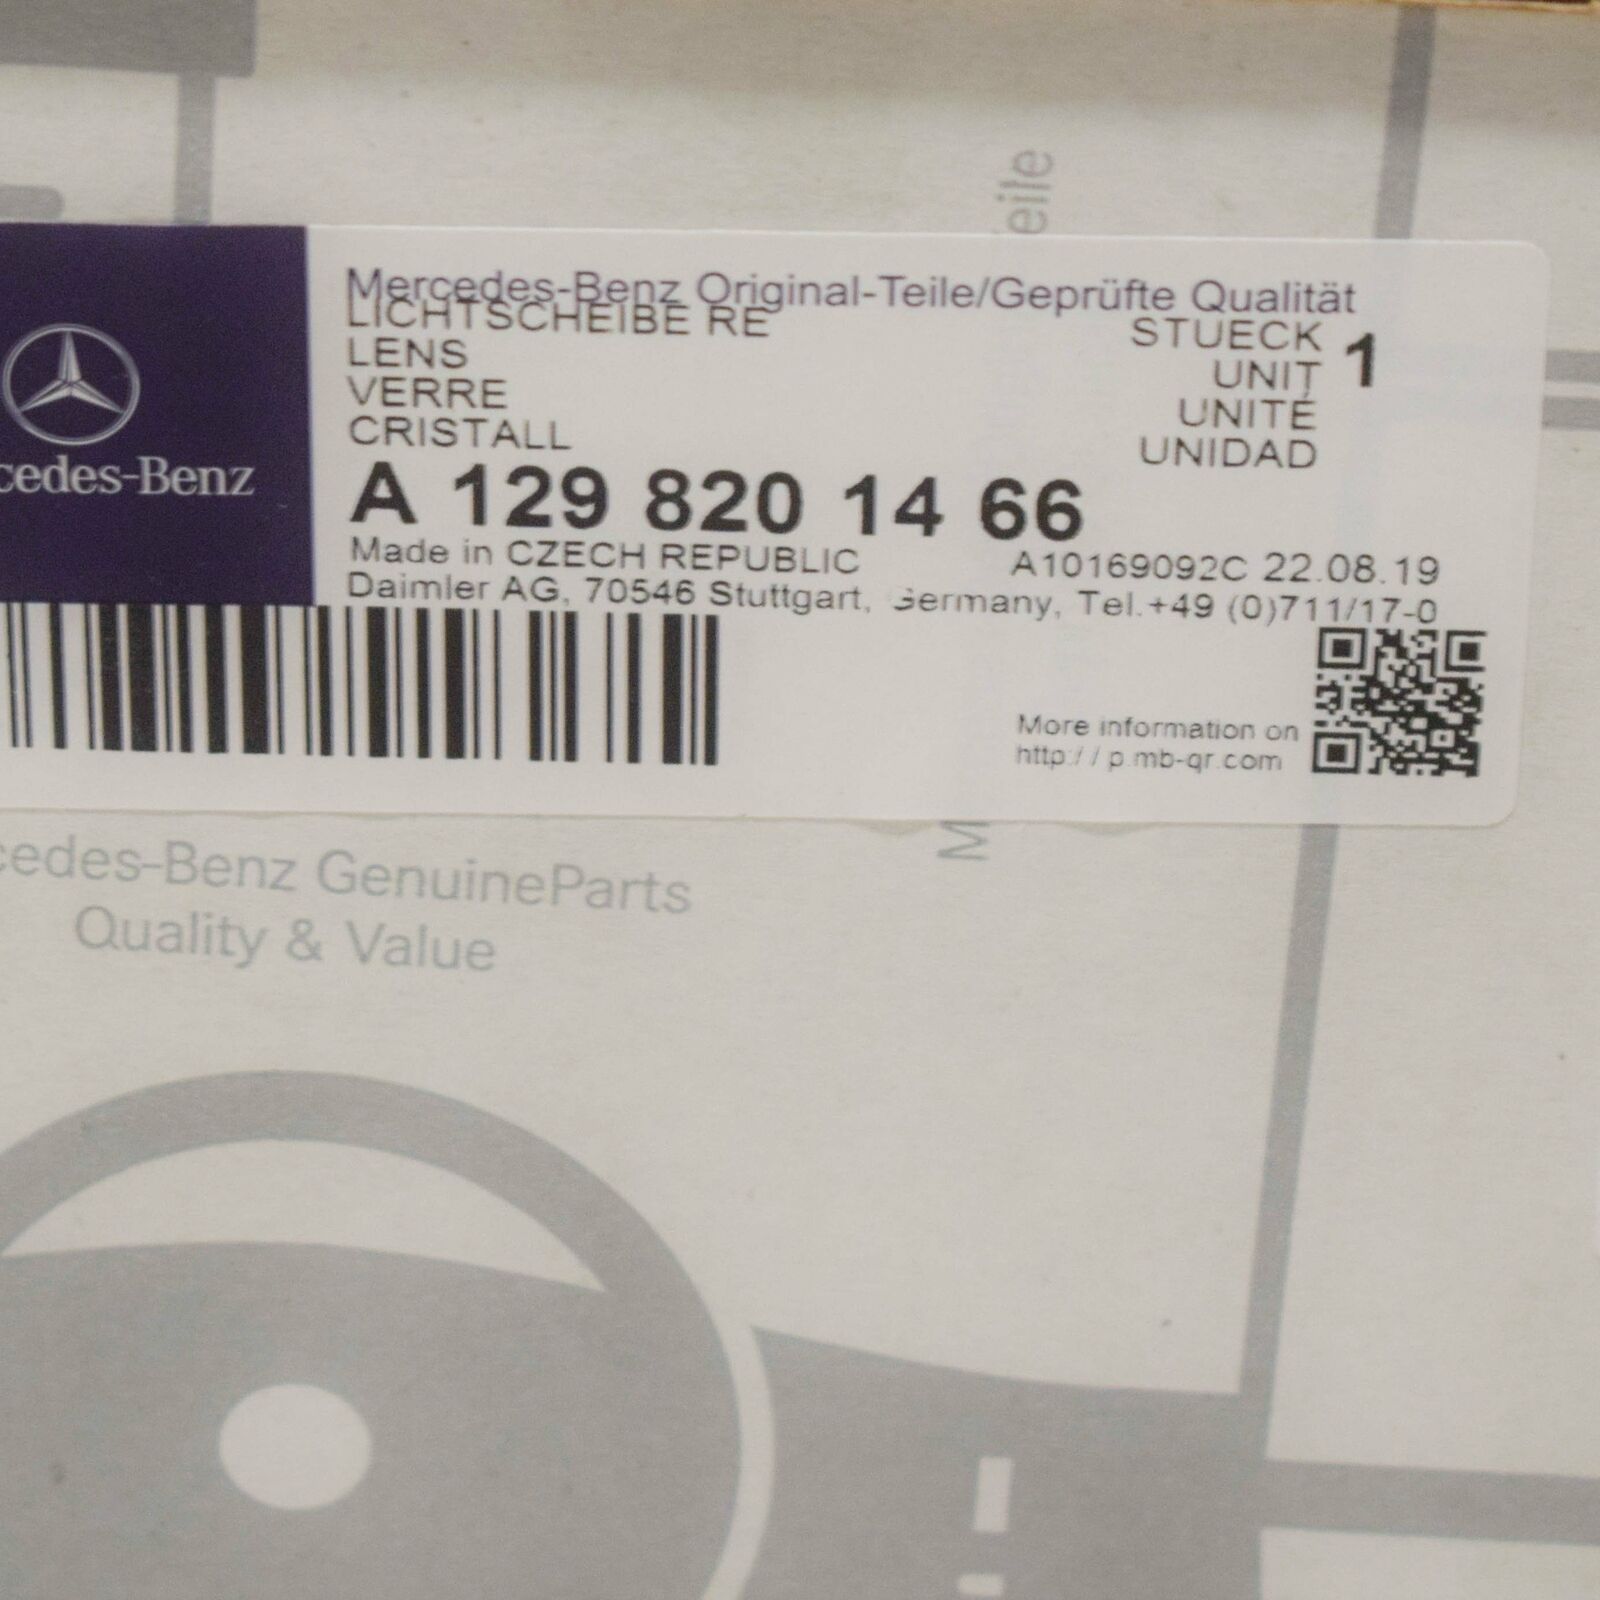 eile
Mercedes-Benz Original-Teile/Geprüfte Qualität
LICHTSCHEIBE RE
LENS
VERRE
CRISTALL
STUECK 1
UNIT
UNITÉ
UNIDAD
cedes-Benz
A 129 820 14 66
Made in CZECH REPUBLIC A10169092C 22.08.19
Daimler AG, 70546 Stuttgart, Germany, Tel.+49 (0)711/17-0
More information on
http://p.mb-qr.com
M
cedes-Benz GenuineParts
Quality & Value